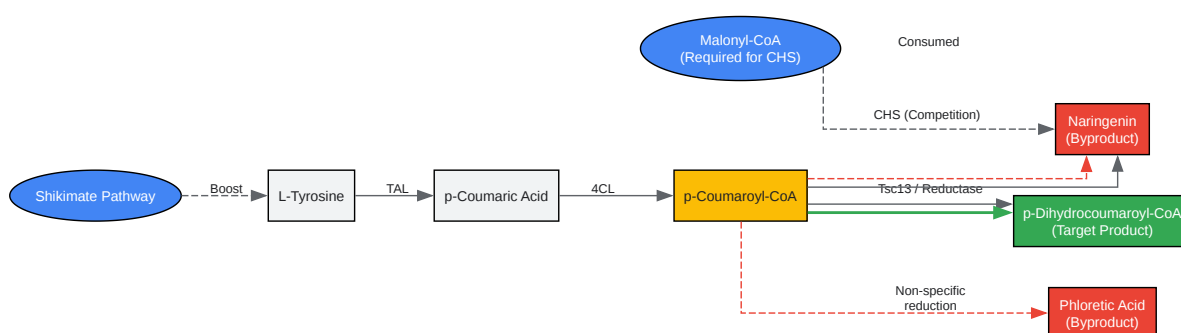 Malonyl-CoA
(Required for CHS)
Consumed
CHS (Competition)
Naringenin
(Byproduct)
Shikimate Pathway
Boost
L-Tyrosine
TAL
p-Coumaric Acid
4CL
p-Coumaroyl-CoA
Tsc13 / Reductase
p-Dihydrocoumaroyl-CoA
(Target Product)
Non-specific
reduction
Phloretic Acid
(Byproduct)